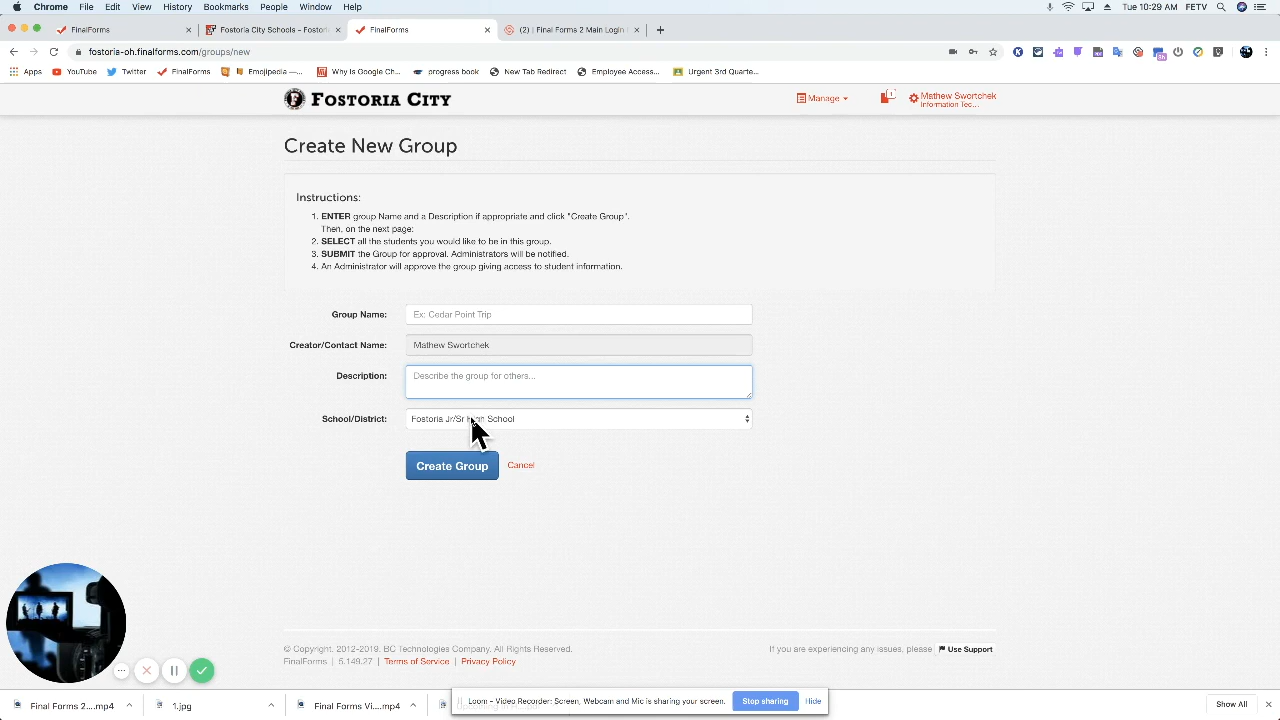 Chrome File Edit View History Bookmarks People Window Help
Tue 10:29 AM FETV
FinalForms
Fostoria City Schools - Fostori
FinalForms
(2) | Final Forms 2 Main Login
fostoria-oh.finalforms.com/groups/new
Apps YouTube Twitter FinalForms Emojipedia —... Why Is Google Ch... progress book New Tab Redirect Employee Access... Urgent 3rd Quarte...
FOSTORIA CITY
Manage
1
Mathew Swortchek
Information Tec...
Create New Group
Instructions:
1. ENTER group Name and a Description if appropriate and click "Create Group".
Then, on the next page:
2. SELECT all the students you would like to be in this group.
3. SUBMIT the Group for approval. Administrators will be notified.
4. An Administrator will approve the group giving access to student information.
Group Name: Ex: Cedar Point Trip
Creator/Contact Name: Mathew Swortchek
Description: Describe the group for others...
School/District: Fostoria Jr/Sr High School
Create Group Cancel
© Copyright. 2012-2019. BC Technologies Company. All Rights Reserved.
FinalForms | 5.149.27 | Terms of Service | Privacy Policy
If you are experiencing any issues, please Use Support
Final Forms Vi....mp4
1.jpg
Final Forms Vi....mp4
Loom – Video Recorder: Screen, Webcam and Mic is sharing your screen. Stop sharing Hide
Show All